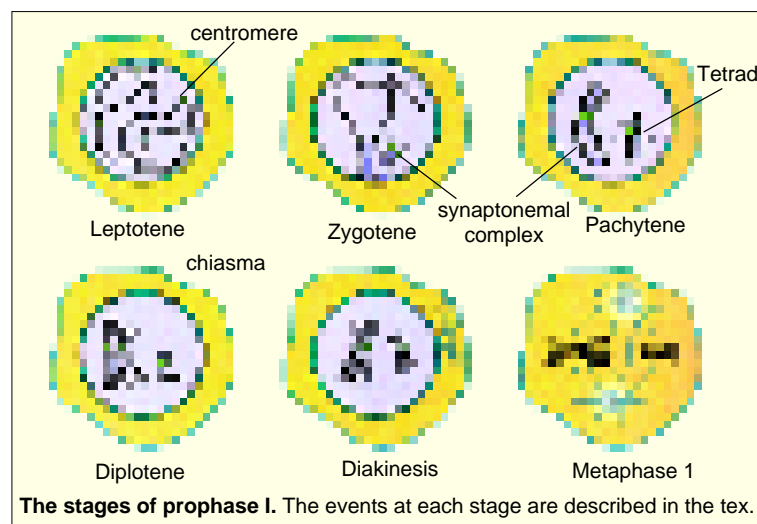 centromere
Tetrad
synaptonemal
complex
Leptotene
Zygotene
Pachytene
chiasma
Diplotene
Diakinesis
Metaphase 1
The stages of prophase I. The events at each stage are described in the tex.